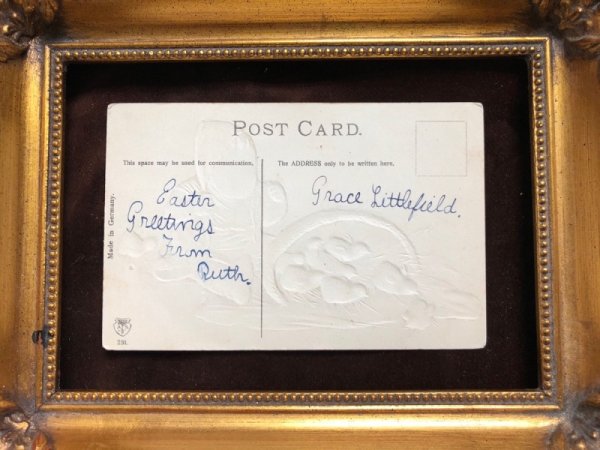 POST CARD.
This space may be used for communication.
The ADDRESS only to be written here.
Easter
Greetings
From
Ruth.
Grace Littlefield.
Made in Germany.
230.